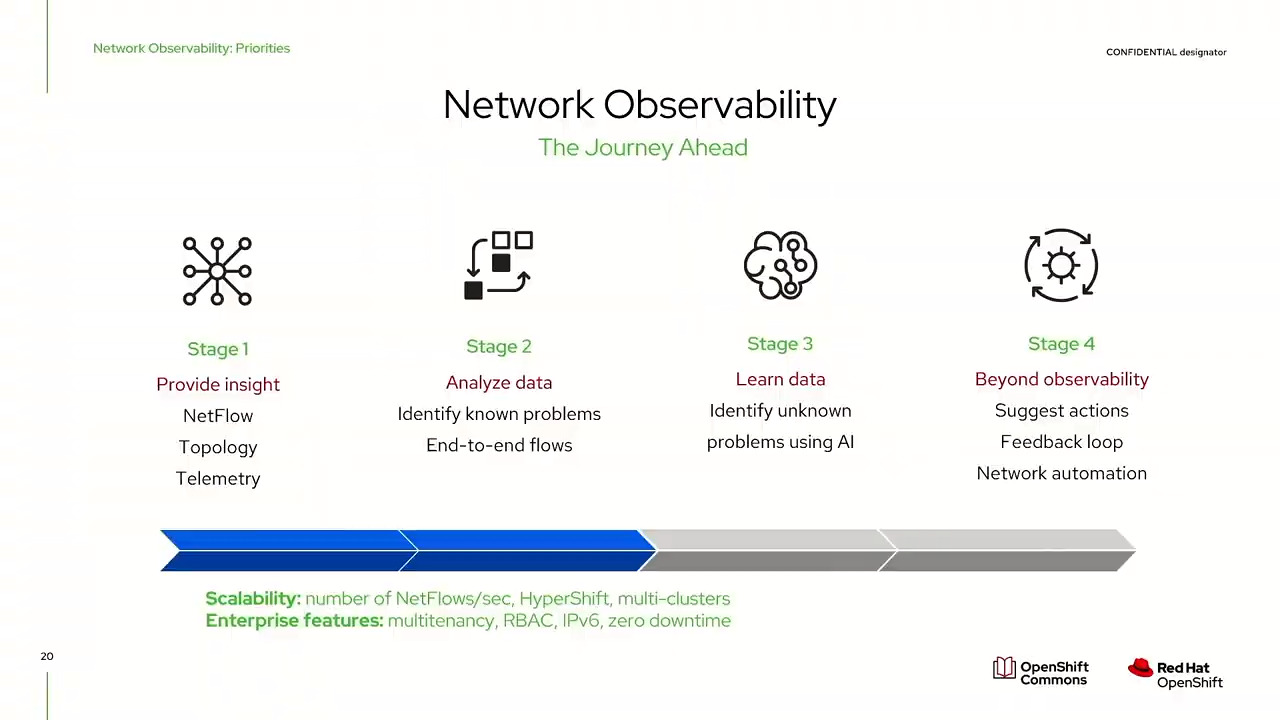 Network Observability: Priorities
CONFIDENTIAL designator
Network Observability
The Journey Ahead
Stage 1
Provide insight
NetFlow
Topology
Telemetry
Stage 2
Analyze data
Identify known problems
End-to-end flows
Stage 3
Learn data
Identify unknown
problems using AI
Stage 4
Beyond observability
Suggest actions
Feedback loop
Network automation
Scalability: number of NetFlows/sec, HyperShift, multi-clusters
Enterprise features: multitenancy, RBAC, IPv6, zero downtime
20
OpenShift
Commons
Red Hat
OpenShift